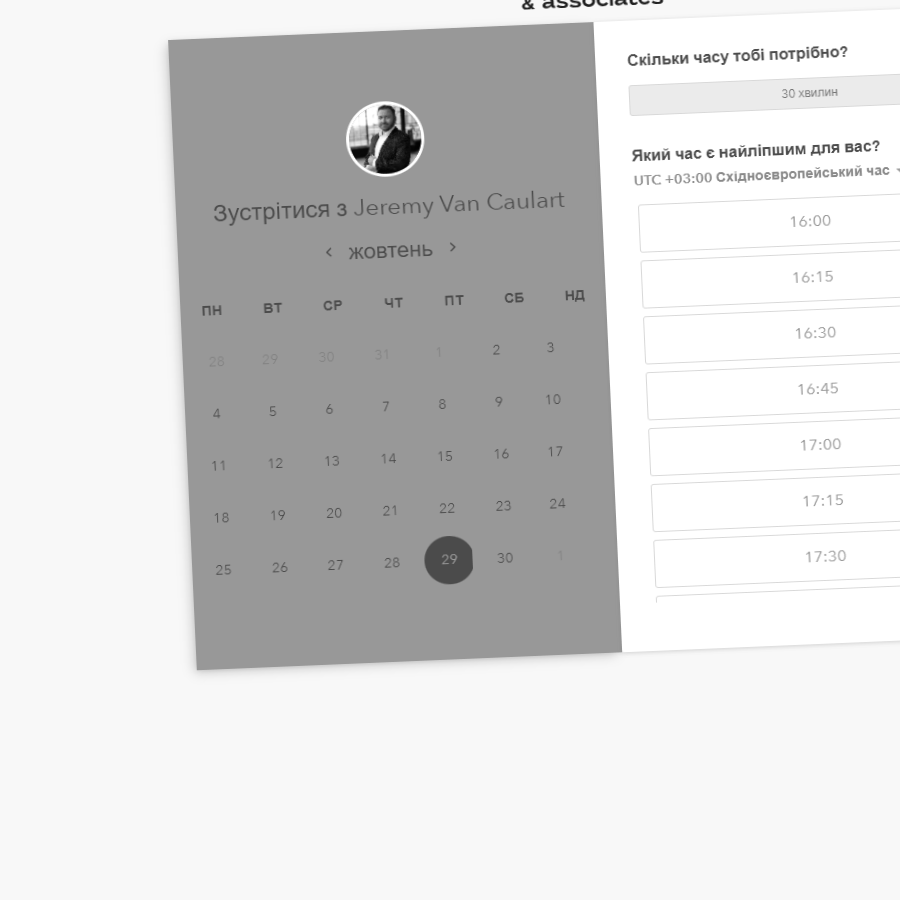 & associates
Зустрітися з Jeremy Van Caulart
‹ жовтень ›
ПН ВТ СР ЧТ ПТ СБ НД
28 29 30 31 1 2 3
4 5 6 7 8 9 10
11 12 13 14 15 16 17
18 19 20 21 22 23 24
25 26 27 28 29 30 1
Скільки часу тобі потрібно?
30 хвилин
Який час є найліпшим для вас?
UTC +03:00 Східноєвропейський час
16:00
16:15
16:30
16:45
17:00
17:15
17:30